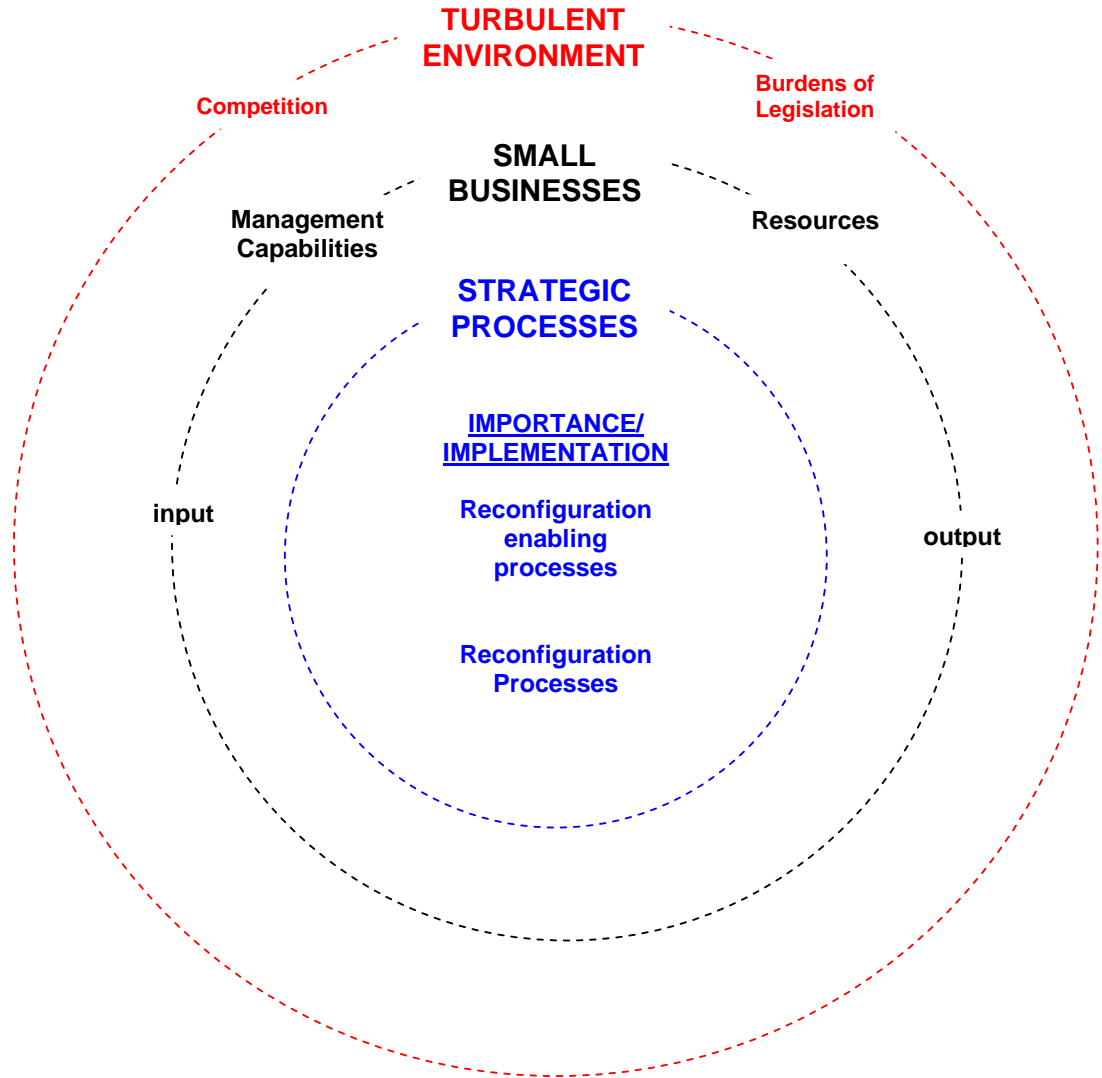 TURBULENT
ENVIRONMENT
Competition
Burdens of
Legislation
SMALL
BUSINESSES
Management
Capabilities
Resources
STRATEGIC
PROCESSES
IMPORTANCE/
IMPLEMENTATION
input
Reconfiguration
enabling
processes
output
Reconfiguration
Processes